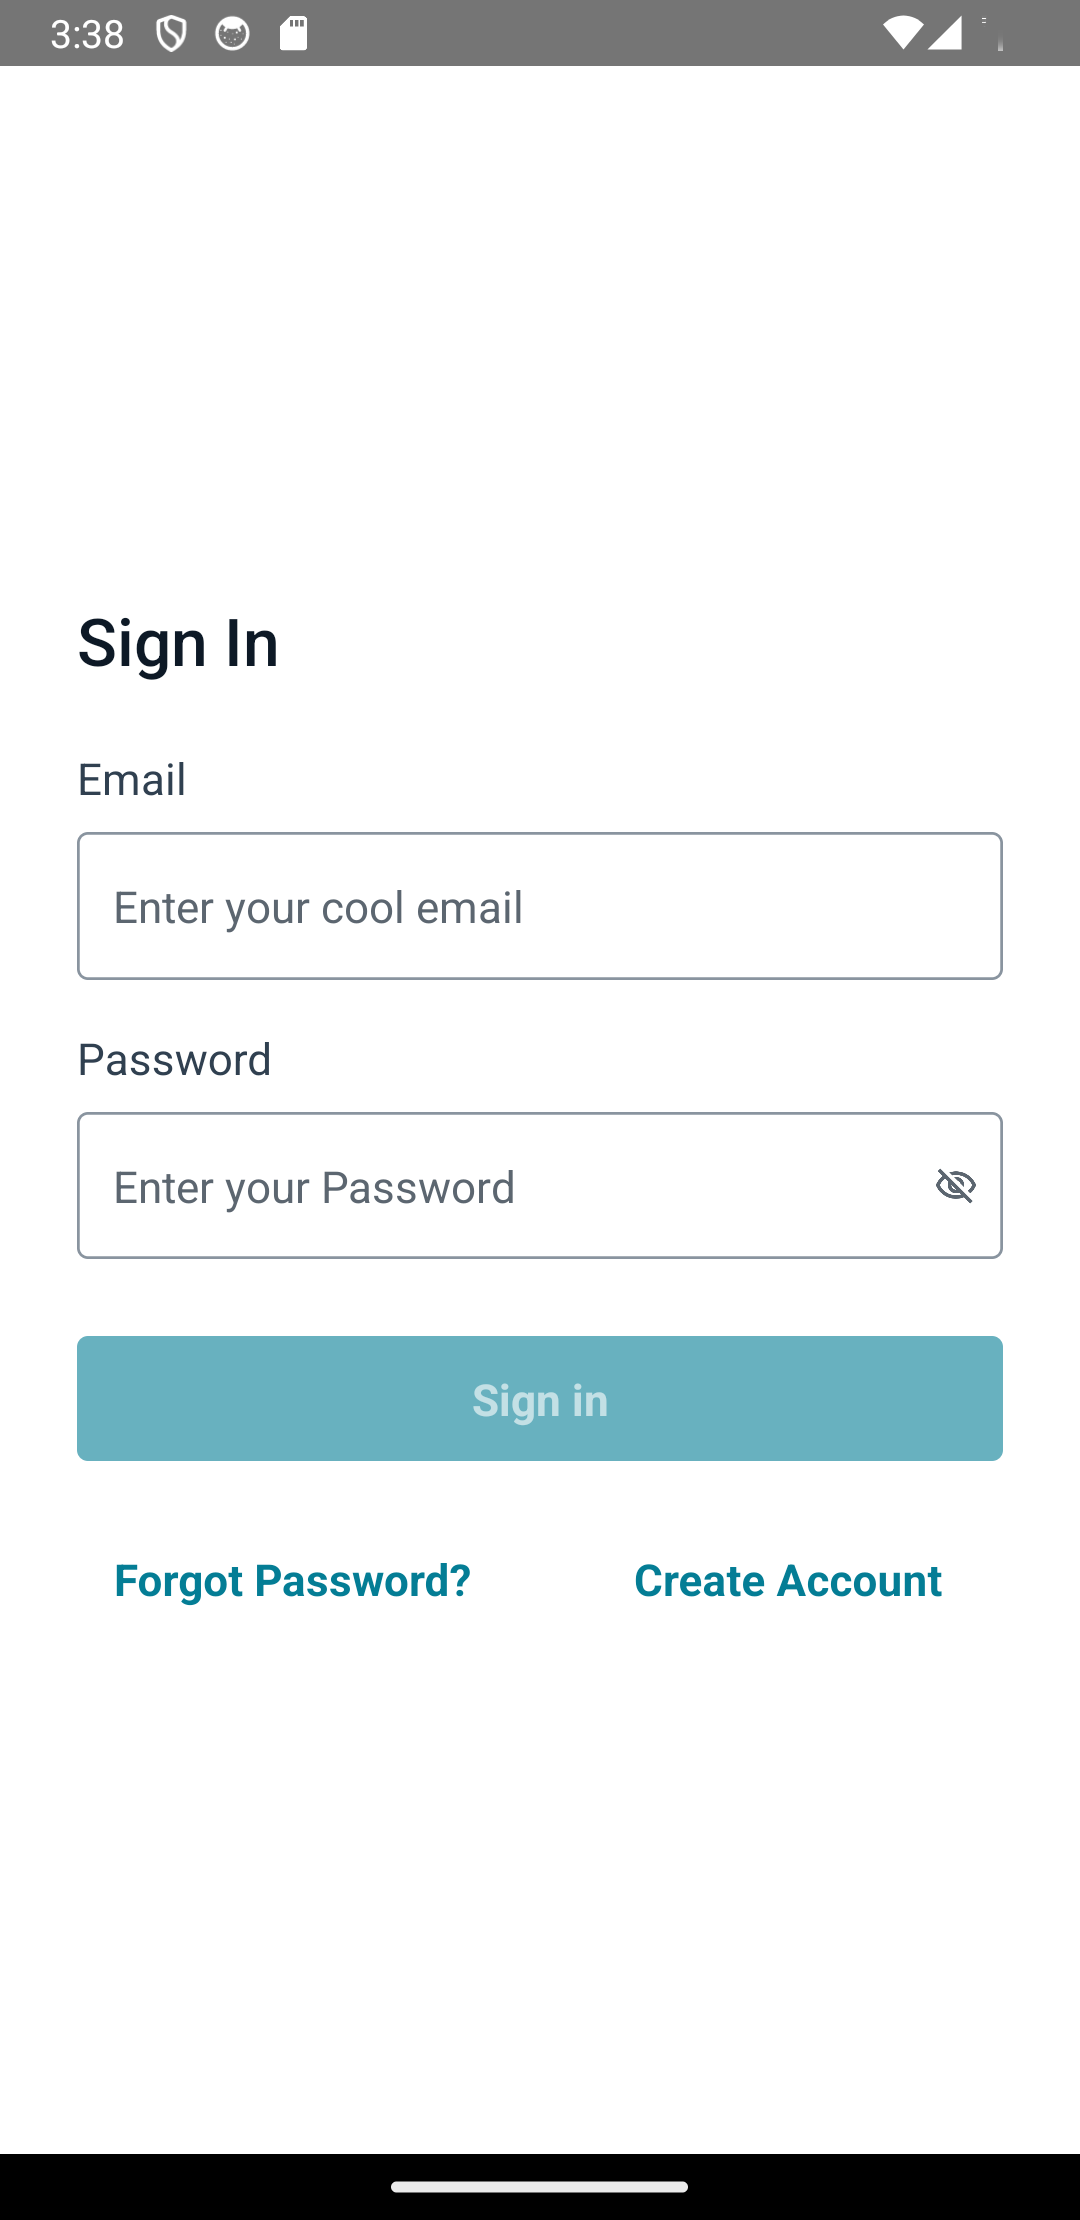 3:38
Sign In
Email
Enter your cool email
Password
Enter your Password
Sign in
Forgot Password?
Create Account